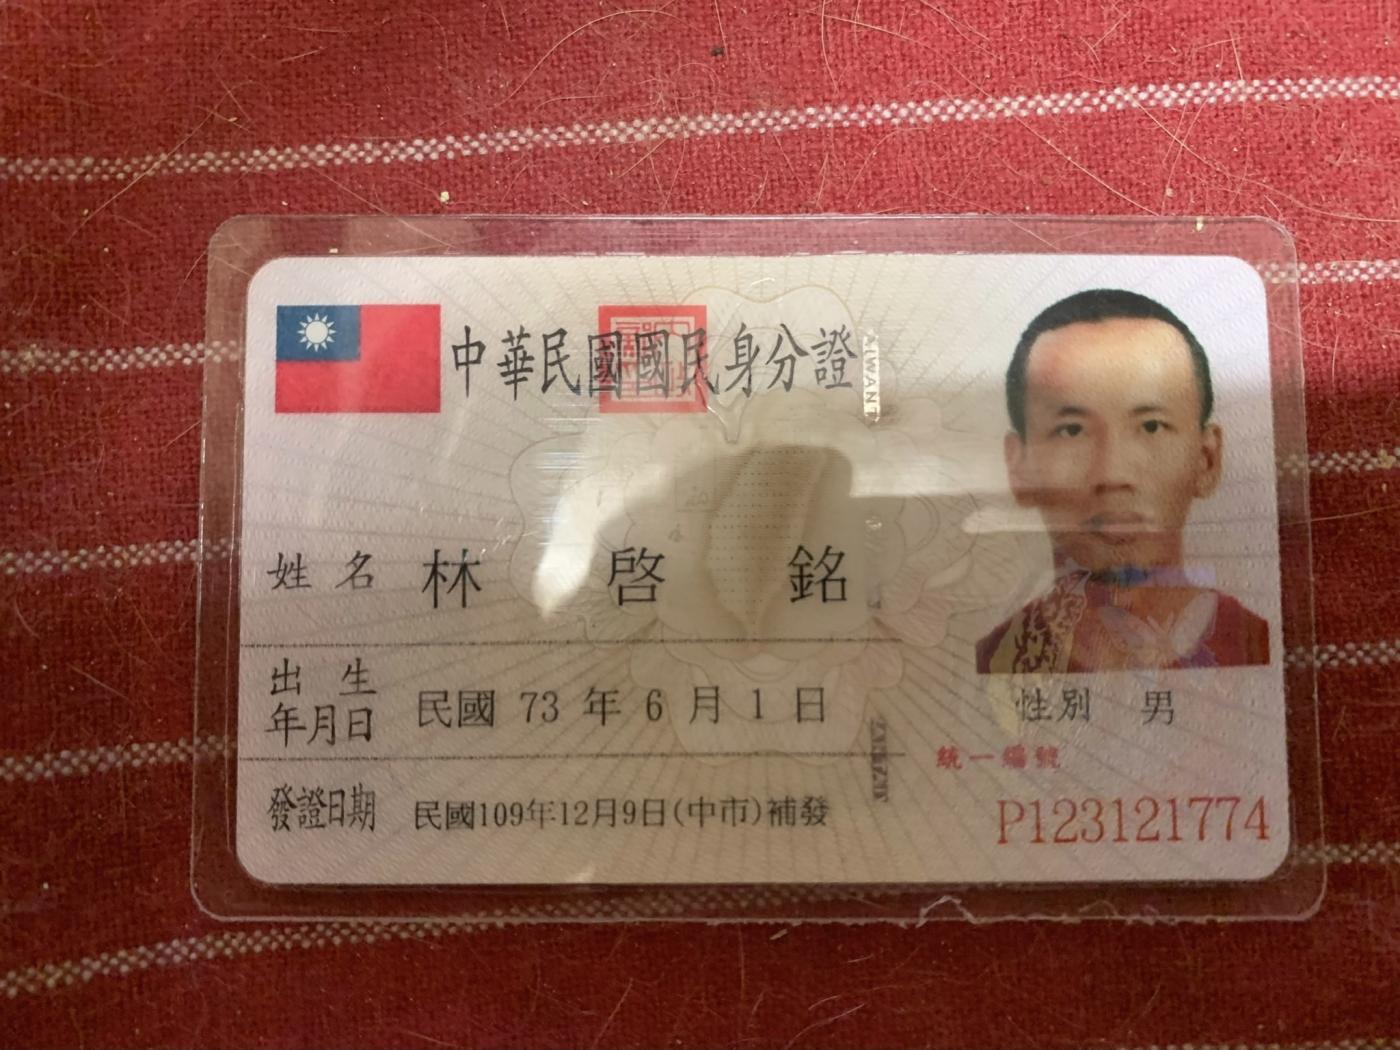 中華民國國民身分證
TAIWAN
姓名 林啓銘
出生年月日 民國 73 年 6 月 1 日
性別 男
發證日期 民國109年12月9日(中市)補發
統一編號
P123121774